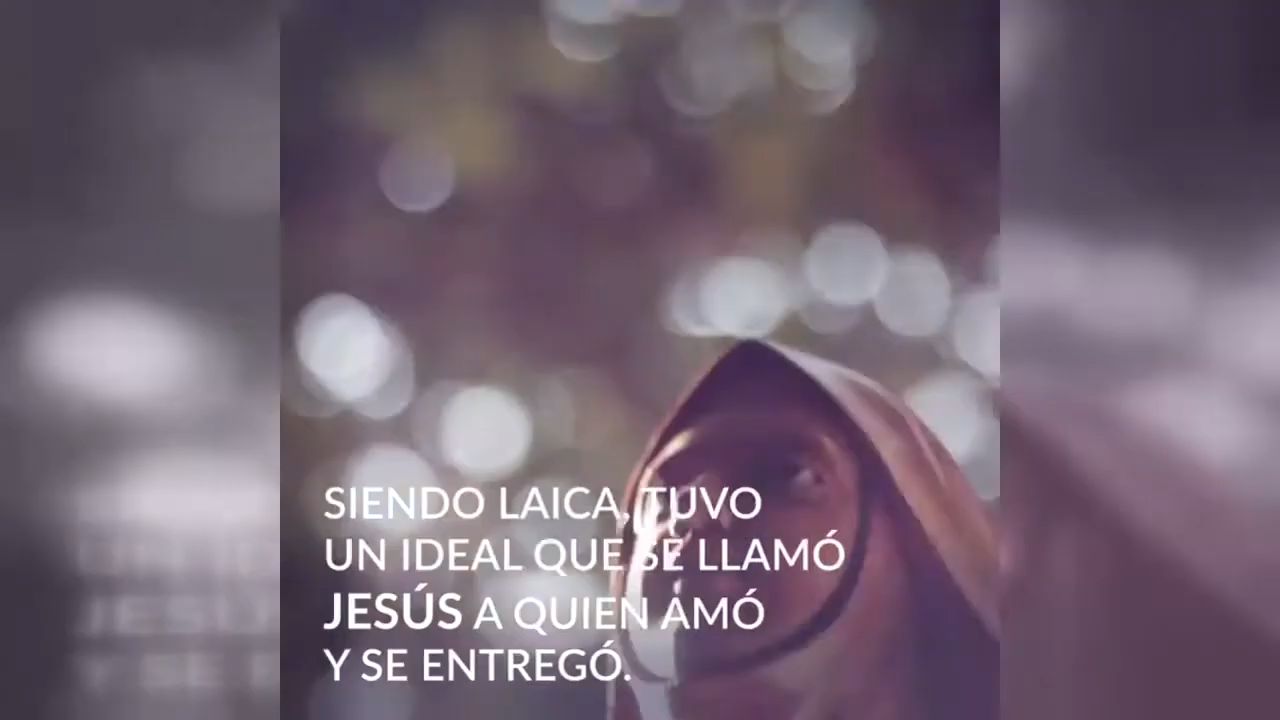 SIENDO LAICA, TUVO
UN IDEAL QUE SE LLAMÓ
JESÚS A QUIEN AMÓ
Y SE ENTREGÓ.